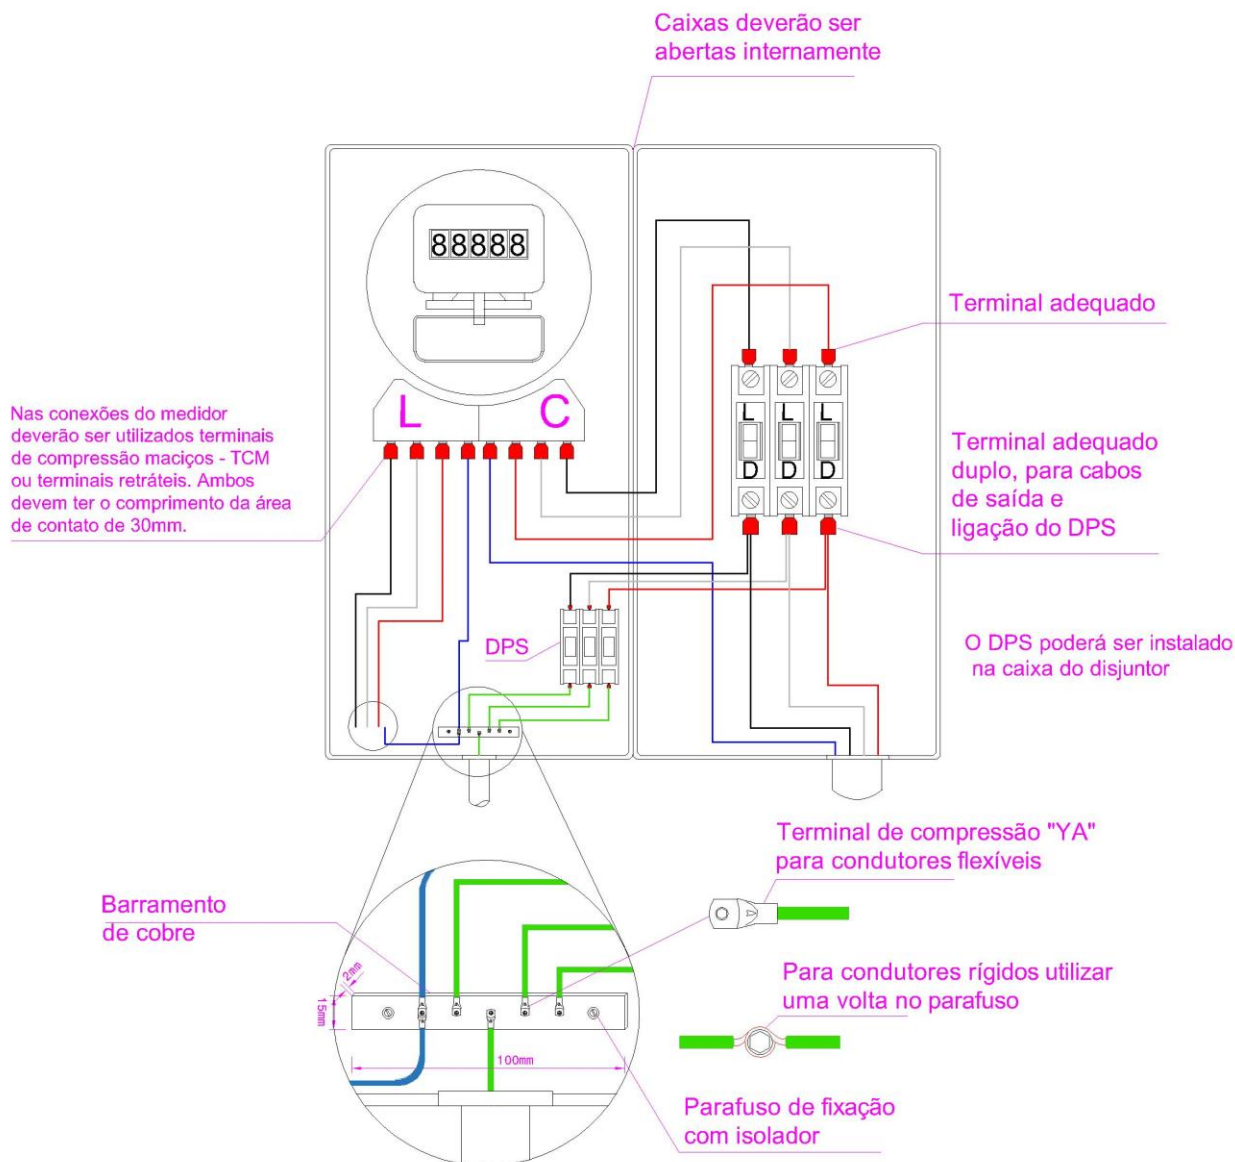 Caixas deverão ser
abertas internamente
88888
Terminal adequado
L
C
Nas conexões do medidor
deverão ser utilizados terminais
de compressão maciços - TCM
ou terminais retráteis. Ambos
devem ter o comprimento da área
de contato de 30mm.
L
L
L
D
D
D
Terminal adequado
duplo, para cabos
de saída e
ligação do DPS
DPS
O DPS poderá ser instalado
na caixa do disjuntor
Terminal de compressão "YA"
para condutores flexíveis
Barramento
de cobre
2mm
15mm
100mm
Para condutores rígidos utilizar
uma volta no parafuso
Parafuso de fixação
com isolador